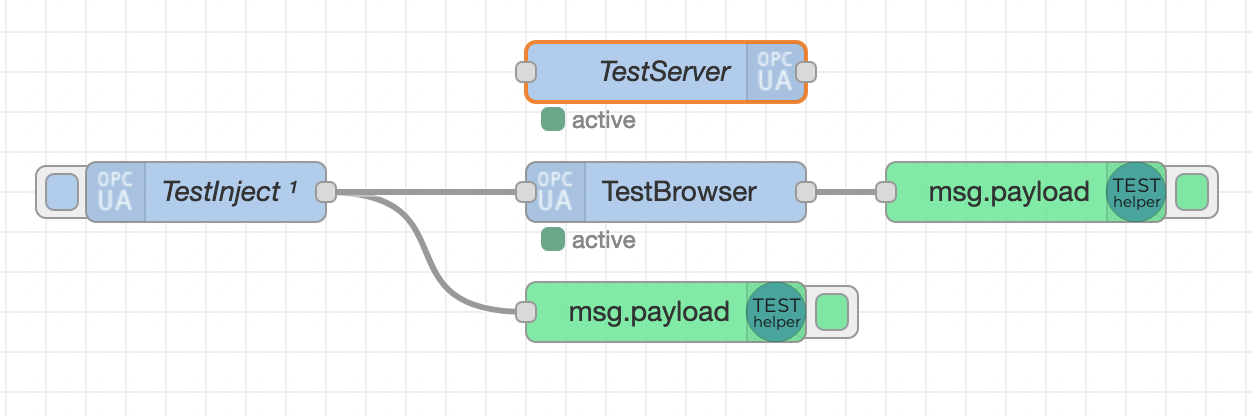 TestServer
OPC
UA
active
OPC
UA
TestInject ¹
OPC
UA
TestBrowser
msg.payload
TEST
helper
active
msg.payload
TEST
helper